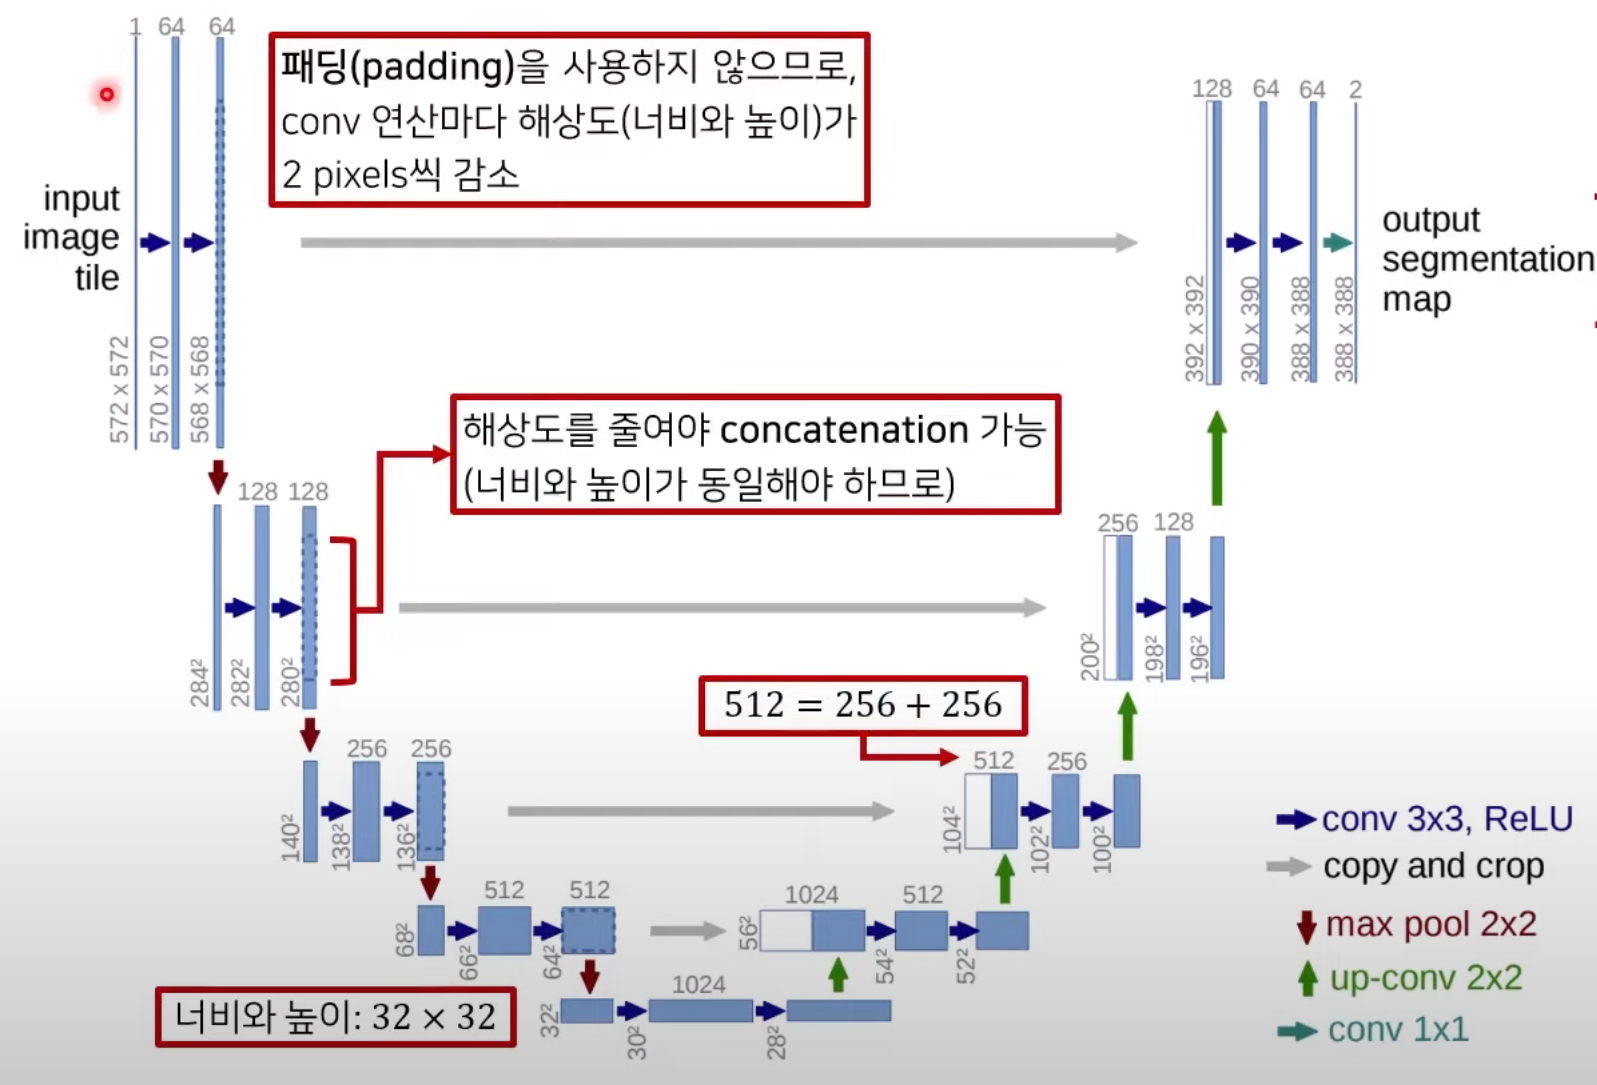 1 64 64
패딩(padding)을 사용하지 않으므로,
conv 연산마다 해상도(너비와 높이)가
2 pixels씩 감소
input
image
tile
572 x 572
570 x 570
568 x 568
128 64 64 2
392 x 392
390 x 390
388 x 388
388 x 388
output
segmentation
map
해상도를 줄여야 concatenation 가능
(너비와 높이가 동일해야 하므로)
128 128
284²
282²
280²
256 128
200²
198²
196²
512 = 256 + 256
256 256
140²
138²
136²
512 256
104²
102²
100²
512 512
68²
66²
64²
1024 512
56²
54²
52²
너비와 높이: 32 × 32
1024
32²
30²
28²
conv 3x3, ReLU
copy and crop
max pool 2x2
up-conv 2x2
conv 1x1